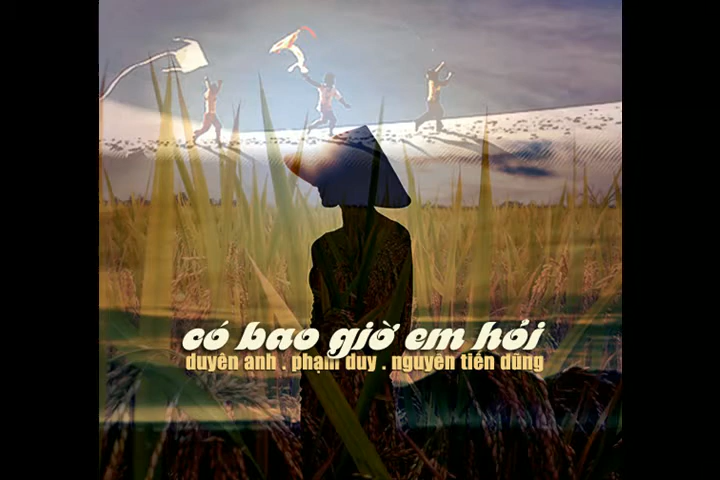 có bao giờ em hỏi
duyên anh . phạm duy . nguyễn tiến dũng